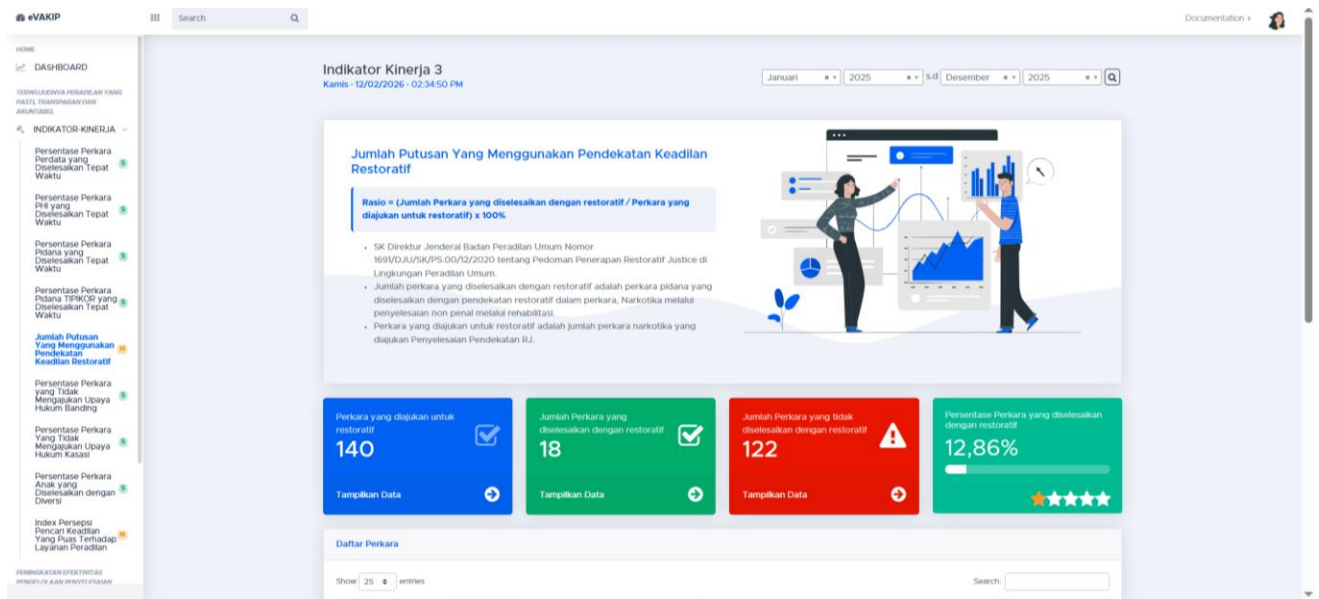 eVAKIP
Search
Documentation
HOME
DASHBOARD
TERWUJUDNYA PERADILAN YANG
PASTI, TRANSPARAN DAN
AKUNTABEL
INDIKATOR-KINERJA
Persentase Perkara
Perdata yang
Diselesaikan Tepat
Waktu
S
Persentase Perkara
PHI yang
Diselesaikan Tepat
Waktu
S
Persentase Perkara
Pidana yang
Diselesaikan Tepat
Waktu
S
Persentase Perkara
Pidana TIPIKOR yang
Diselesaikan Tepat
Waktu
S
Jumlah Putusan
Yang Menggunakan
Pendekatan
Keadilan Restoratif
M
Persentase Perkara
yang Tidak
Mengajukan Upaya
Hukum Banding
S
Persentase Perkara
Yang Tidak
Mengajukan Upaya
Hukum Kasasi
S
Persentase Perkara
Anak yang
Diselesaikan dengan
Diversi
S
Index Persepsi
Pencari Keadilan
Yang Puas Terhadap
Layanan Peradilan
M
PENINGKATAN EFEKTIVITAS
PENGELOLAAN PENYELESAIAN
Indikator Kinerja 3
Kamis - 12/02/2026 - 02:34:50 PM
Januari 2025 s.d Desember 2025
Jumlah Putusan Yang Menggunakan Pendekatan Keadilan
Restoratif
Rasio = (Jumlah Perkara yang diselesaikan dengan restoratif / Perkara yang
diajukan untuk restoratif) x 100%
• SK Direktur Jenderal Badan Peradilan Umum Nomor
1691/DJU/SK/PS.00/12/2020 tentang Pedoman Penerapan Restoratif Justice di
Lingkungan Peradilan Umum.
• Jumlah perkara yang diselesaikan dengan restoratif adalah perkara pidana yang
diselesaikan dengan pendekatan restoratif dalam perkara, Narkotika melalui
penyelesaian non penal melalui rehabilitasi.
• Perkara yang diajukan untuk restoratif adalah jumlah perkara narkotika yang
diajukan Penyelesaian Pendekatan RJ.
Perkara yang diajukan untuk
restoratif
140
Tampilkan Data
Jumlah Perkara yang
diselesaikan dengan restoratif
18
Tampilkan Data
Jumlah Perkara yang tidak
diselesaikan dengan restoratif
122
Tampilkan Data
Persentase Perkara yang diselesaikan
dengan restoratif
12,86%
Daftar Perkara
Show 25 entries
Search: